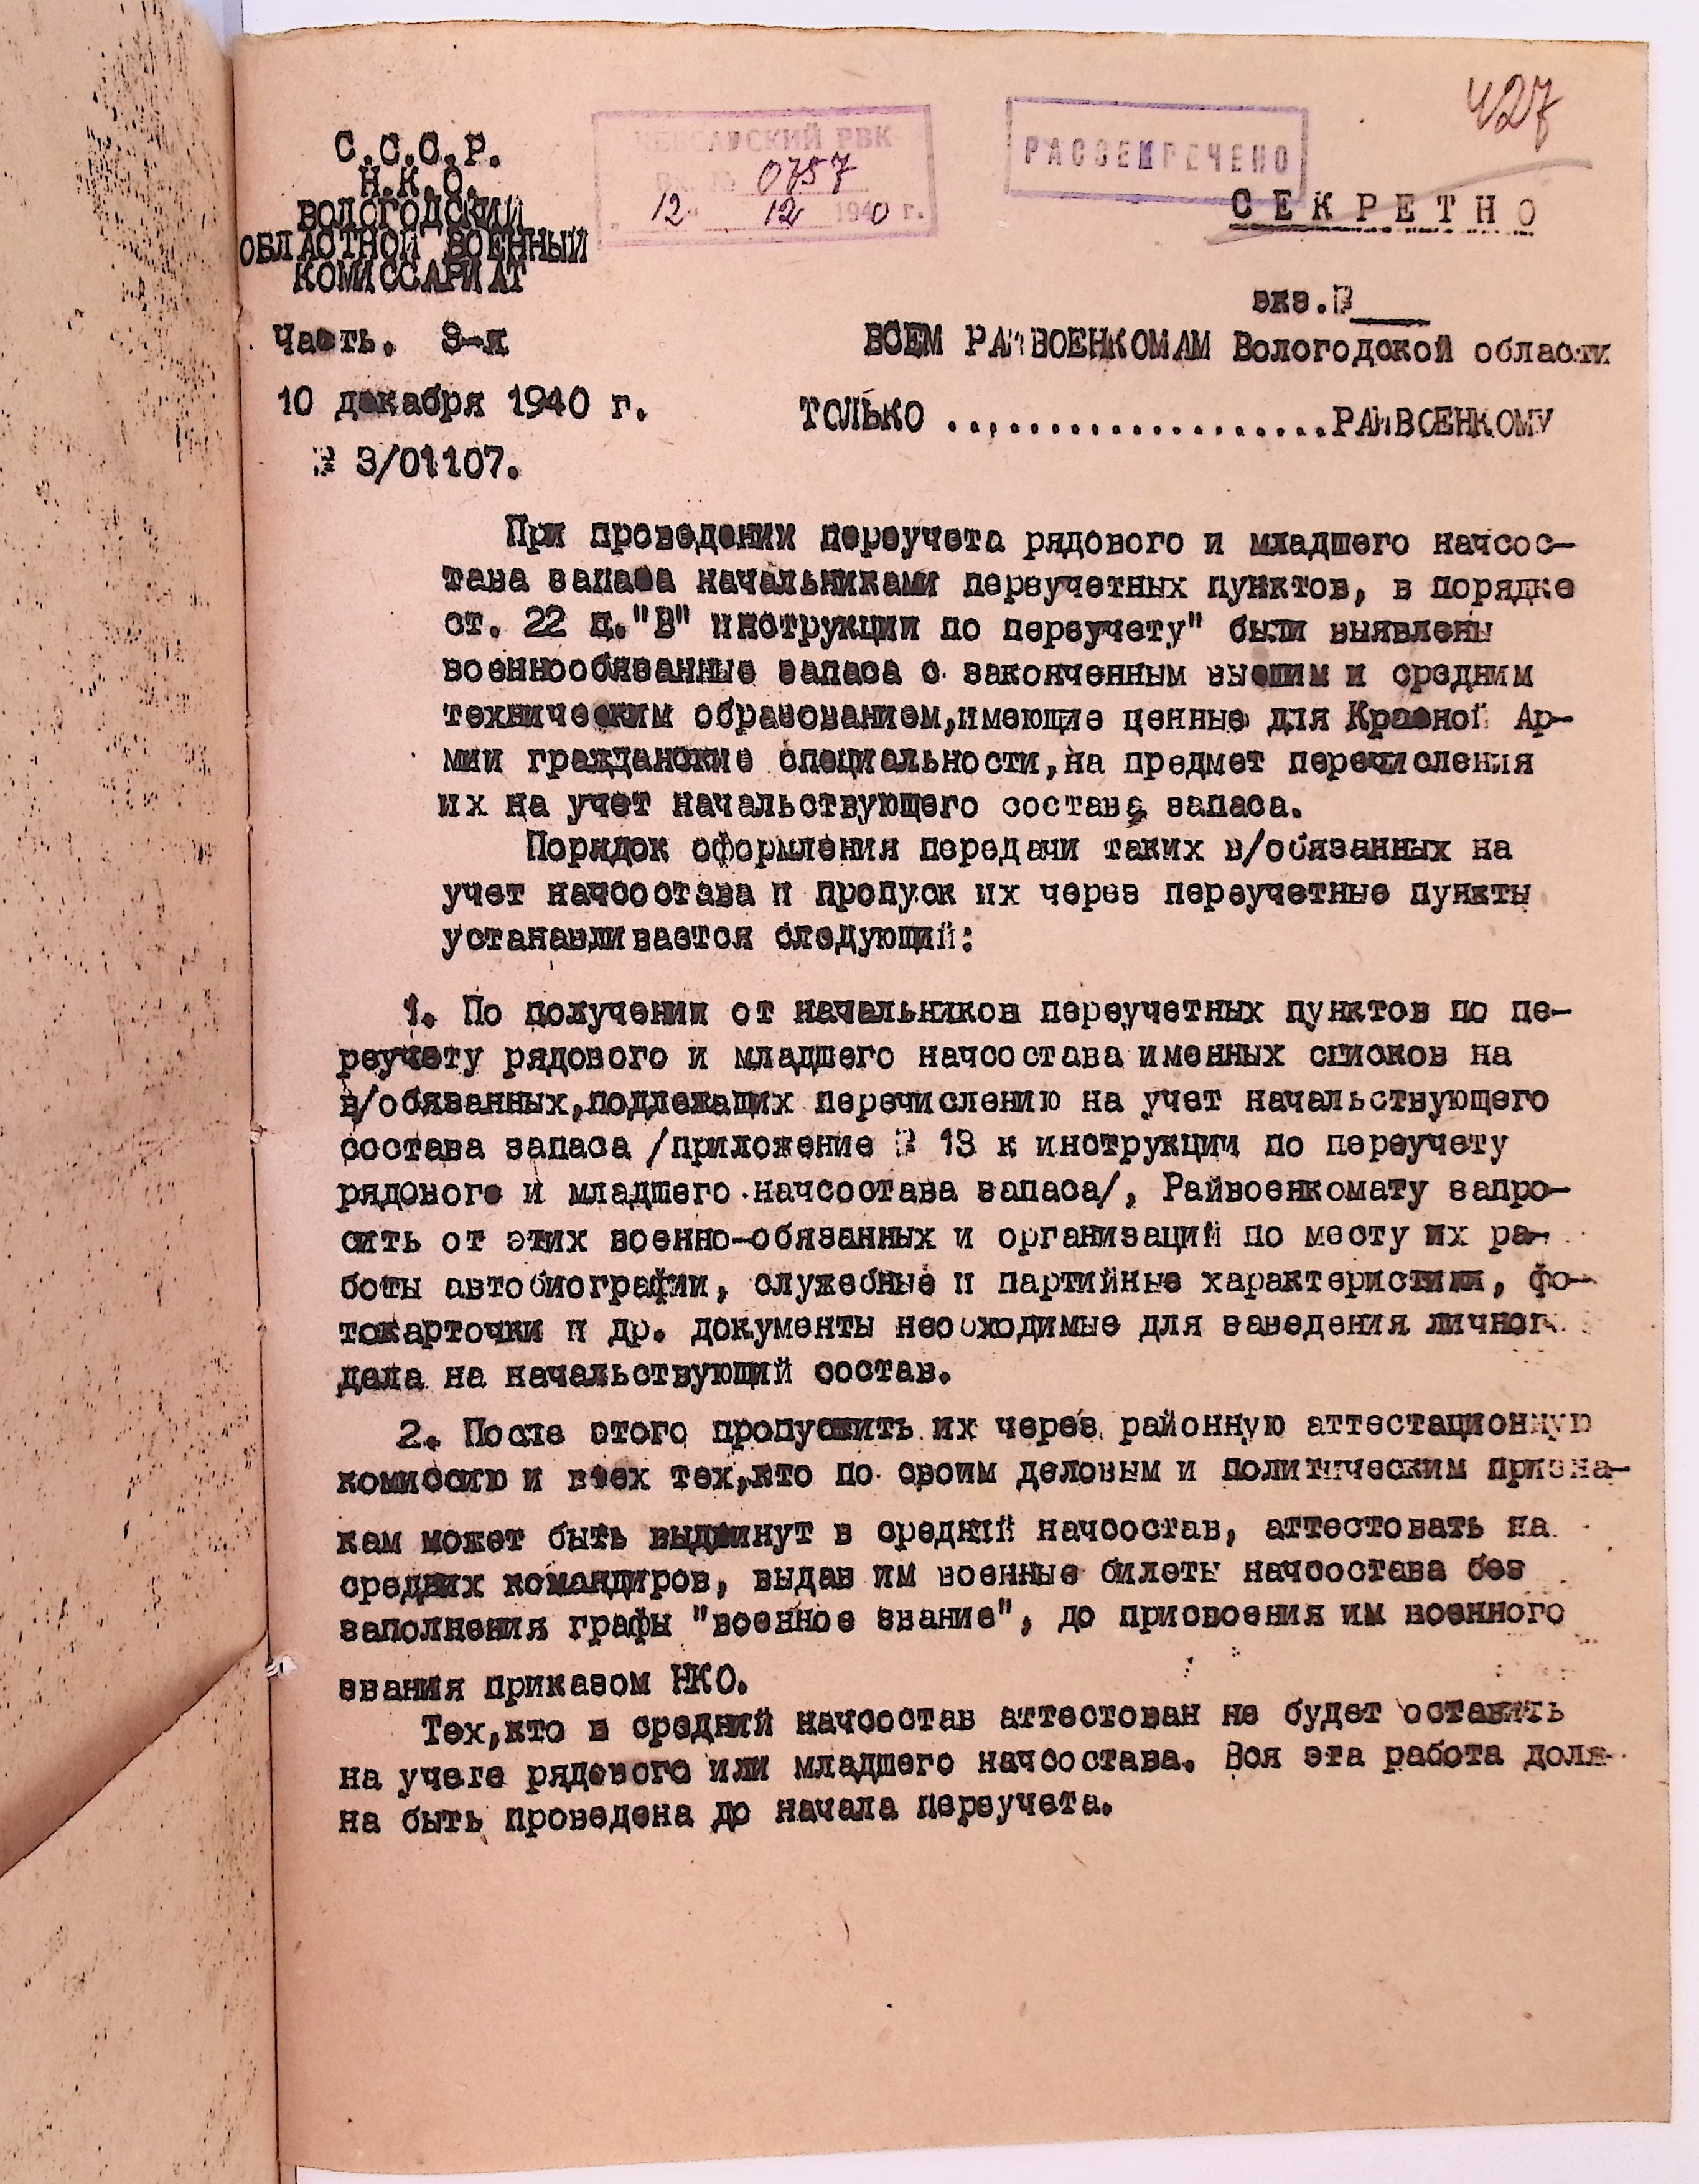 427
С.С.С.Р.
Н.К.О.
ВОЛОГОДСКИЙ
ОБЛАСТНОЙ ВОЕННЫЙ
КОМИССАРИАТ
ЧЕБСАРСКИЙ РВК
0757
12 12 1940 г.
РАССЕКРЕЧЕНО
СЕКРЕТНО
экз.№
Часть. 3-я
ВСЕМ РАЙВОЕНКОМАМ Вологодской области
10 декабря 1940 г.
ТОЛЬКО ....................РАЙВОЕНКОМУ
№ 3/01107.
При проведении переучета рядового и младшего начсос-
тава запаса начальниками переучетных пунктов, в порядке
ст. 22 п."В" инструкции по переучету" были выявлены
военнообязанные запаса с законченным высшим и средним
техническим образованием,имеющие ценные для Красной Ар-
мии гражданские специальности,на предмет перечисления
их на учет начальствующего состава запаса.
Порядок оформления передачи таких в/обязанных на
учет начсостава и пропуск их через переучетные пункты
устанавливается следующий:
1. По получении от начальников переучетных пунктов по пе-
реучету рядового и младшего начсостава именных списков на
в/обязанных,подлежащих перечислению на учет начальствующего
состава запаса /приложение № 13 к инструкции по переучету
рядового и младшего начсостава запаса/, Райвоенкомату запро-
сить от этих военно-обязанных и организаций по месту их ра-
боты автобиографии, служебные и партийные характеристики, фо-
токарточки и др. документы необходимые для заведения личного
дела на начальствующий состав.
2. После этого пропустить их через районную аттестационную
комиссию и всех тех,кто по своим деловым и политическим призна-
кам может быть выдвинут в средний начсостав, аттестовать на
средних командиров, выдав им военные билеты начсостава без
заполнения графы "военное звание", до присвоения им военного
звания приказом НКО.
Тех,кто в средний начсостав аттестован не будет оставить
на учете рядового или младшего начсостава. Вся эта работа долж-
на быть проведена до начала переучета.